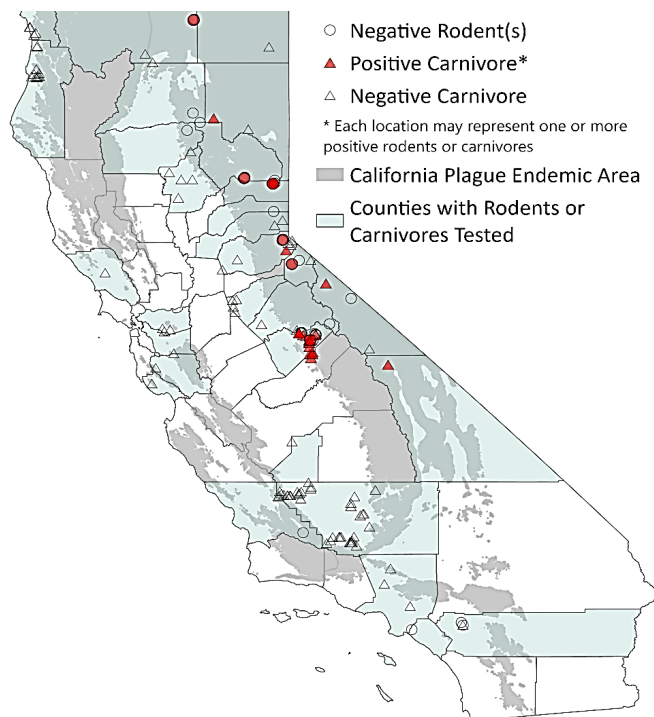 Negative Rodent(s)
Positive Carnivore*
Negative Carnivore
* Each location may represent one or more
positive rodents or carnivores
California Plague Endemic Area
Counties with Rodents or
Carnivores Tested